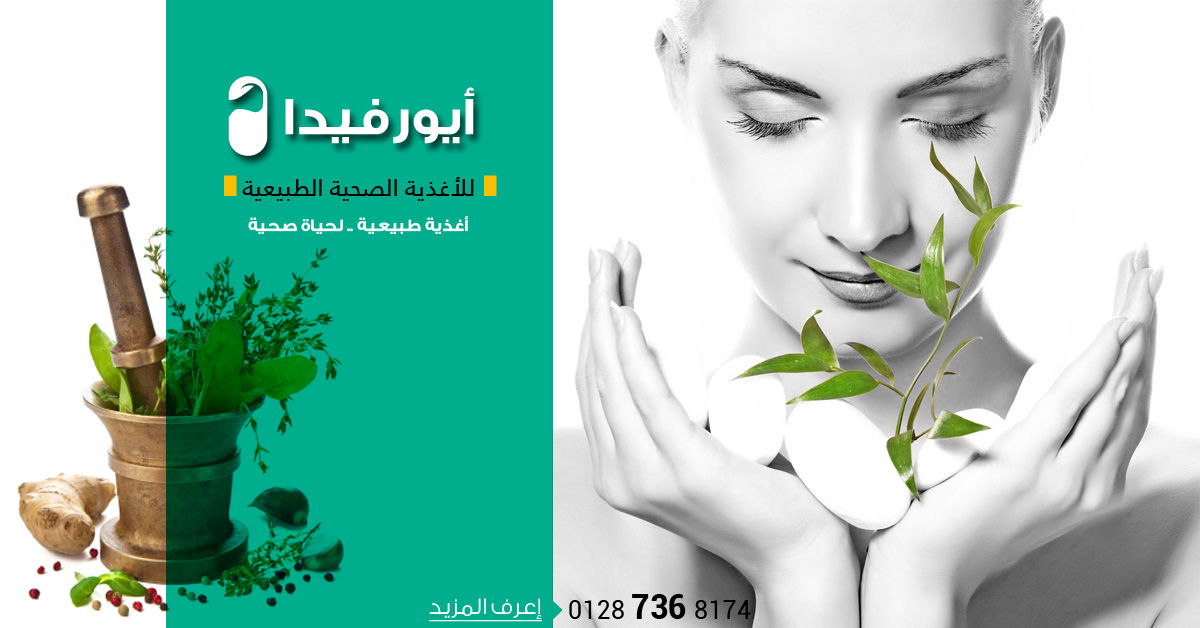 أيورفيدا
للأغذية الصحية الطبيعية
أغذية طبيعية .. لحياة صحية
إعرف المزيد
0128 736 8174